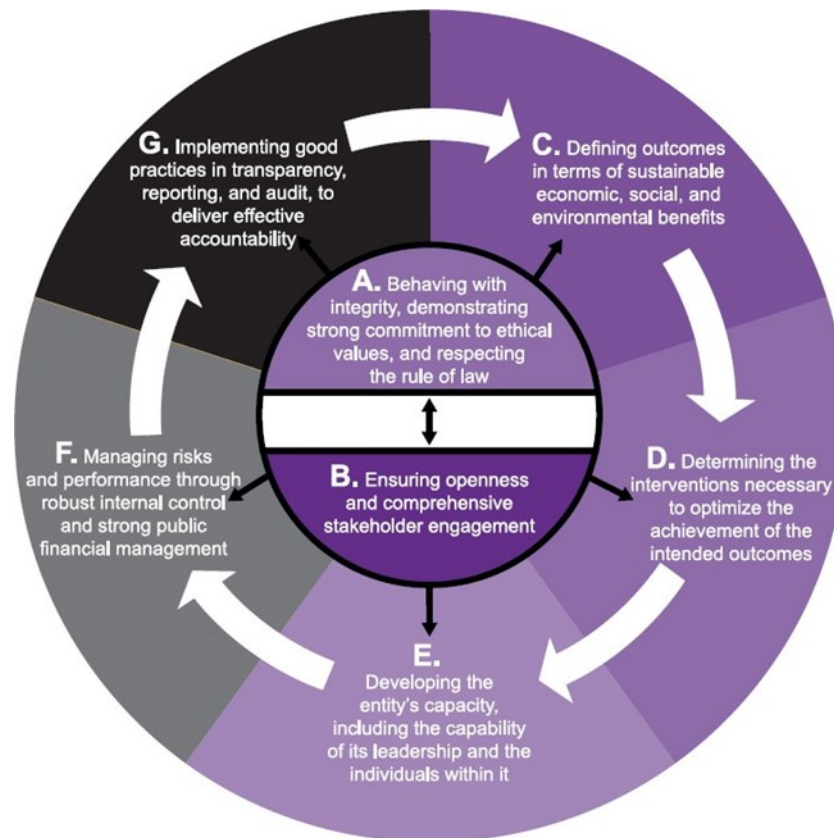 G. Implementing good
practices in transparency,
reporting, and audit, to
deliver effective
accountability
C. Defining outcomes
in terms of sustainable
economic, social, and
environmental benefits
A. Behaving with
integrity, demonstrating
strong commitment to ethical
values, and respecting
the rule of law
B. Ensuring openness
and comprehensive
stakeholder engagement
D. Determining the
interventions necessary
to optimize the
achievement of the
intended outcomes
E.
Developing the
entity's capacity,
including the capability
of its leadership and the
individuals within it
F. Managing risks
and performance through
robust internal control
and strong public
financial management